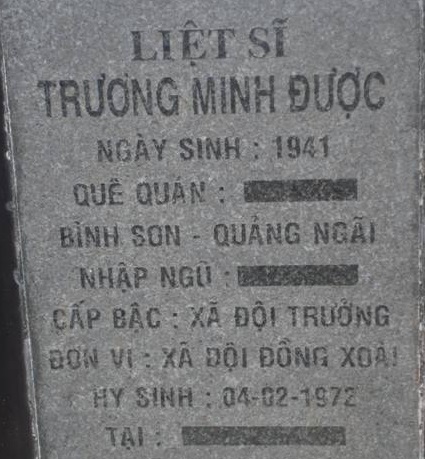 LIỆT SĨ
TRƯƠNG MINH ĐƯỢC
NGÀY SINH : 1941
QUÊ QUÁN :
BÌNH SƠN - QUẢNG NGÃI
NHẬP NGŨ :
CẤP BẬC : XÃ ĐỘI TRƯỞNG
ĐƠN VỊ : XÃ ĐỘI ĐỒNG XOÀI
HY SINH : 04-02-1972
TẠI :